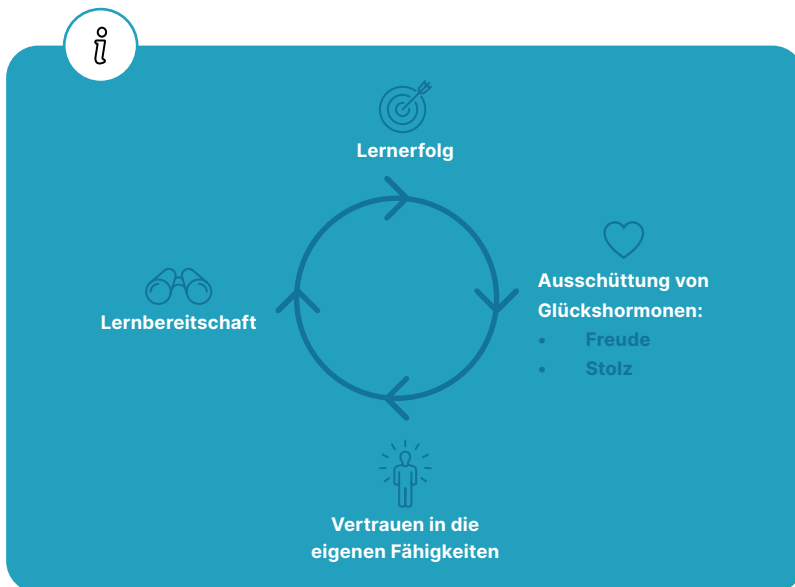 Lernerfolg
Ausschüttung von
Glückshormonen:
• Freude
• Stolz
Lernbereitschaft
Vertrauen in die
eigenen Fähigkeiten